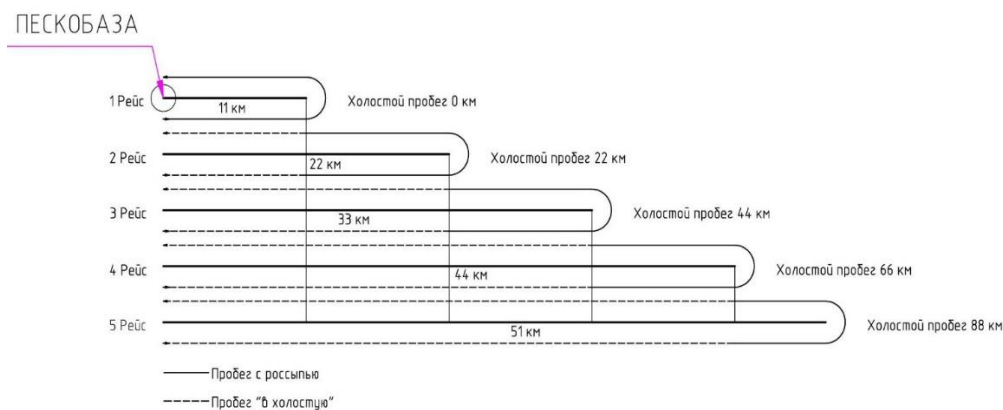 ПЕСКОБАЗА
1 Рейс
11 км
Холостой пробег 0 км
2 Рейс
22 км
Холостой пробег 22 км
3 Рейс
33 км
Холостой пробег 44 км
4 Рейс
44 км
Холостой пробег 66 км
5 Рейс
51 км
Холостой пробег 88 км
Пробег с россыпью
Пробег "в холостую"